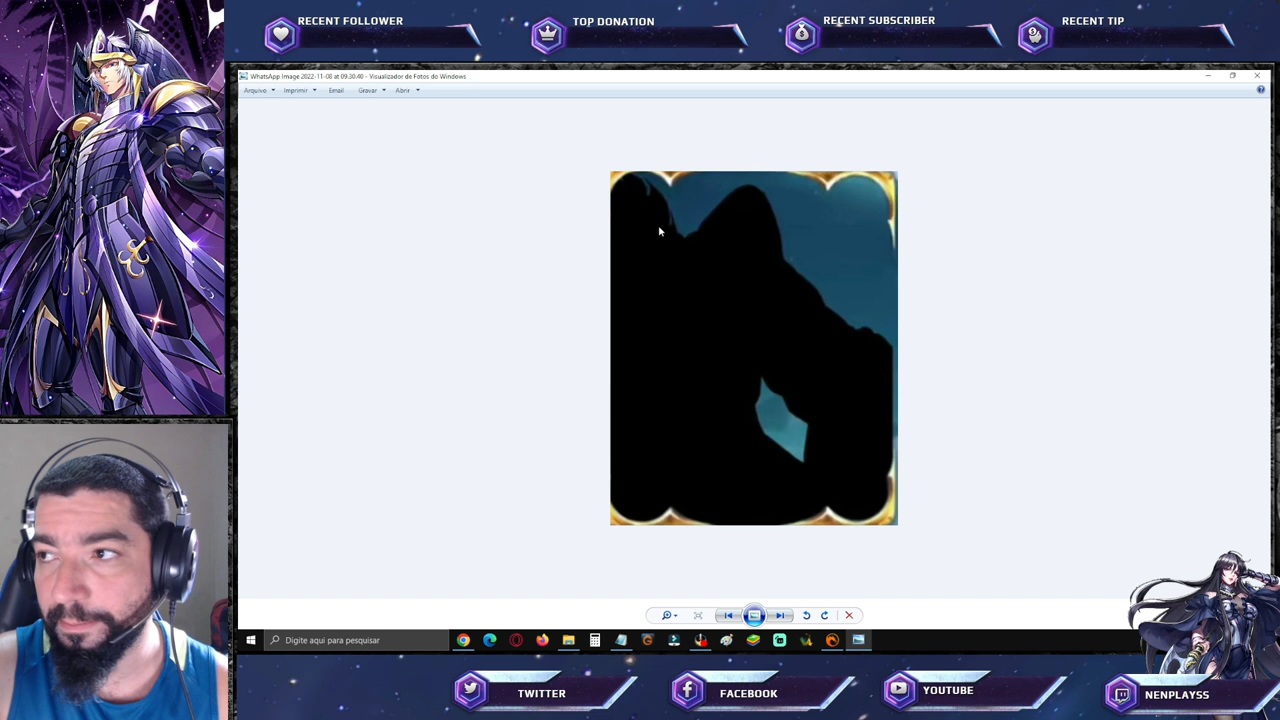 RECENT FOLLOWER
TOP DONATION
RECENT SUBSCRIBER
RECENT TIP
WhatsApp Image 2022-11-08 at 09.30.40 - Visualizador de Fotos do Windows
Arquivo Imprimir Email Gravar Abrir
Digite aqui para pesquisar
TWITTER
FACEBOOK
YOUTUBE
NENPLAYSS